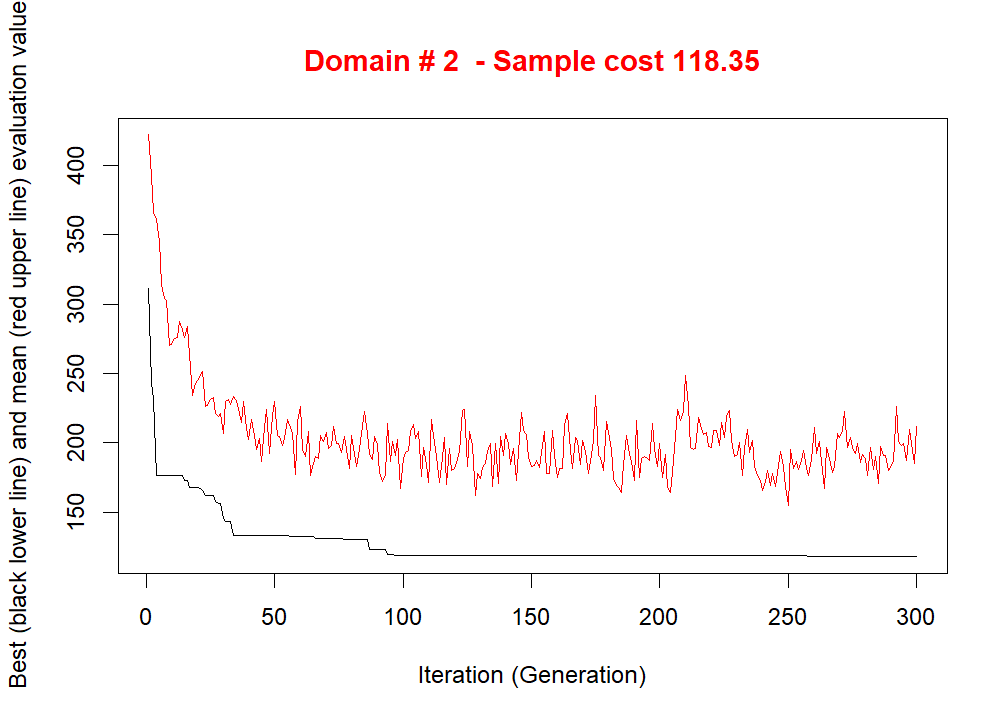 Domain # 2  - Sample cost 118.35
Best (black lower line) and mean (red upper line) evaluation value
400
350
300
250
200
150
0 50 100 150 200 250 300
Iteration (Generation)